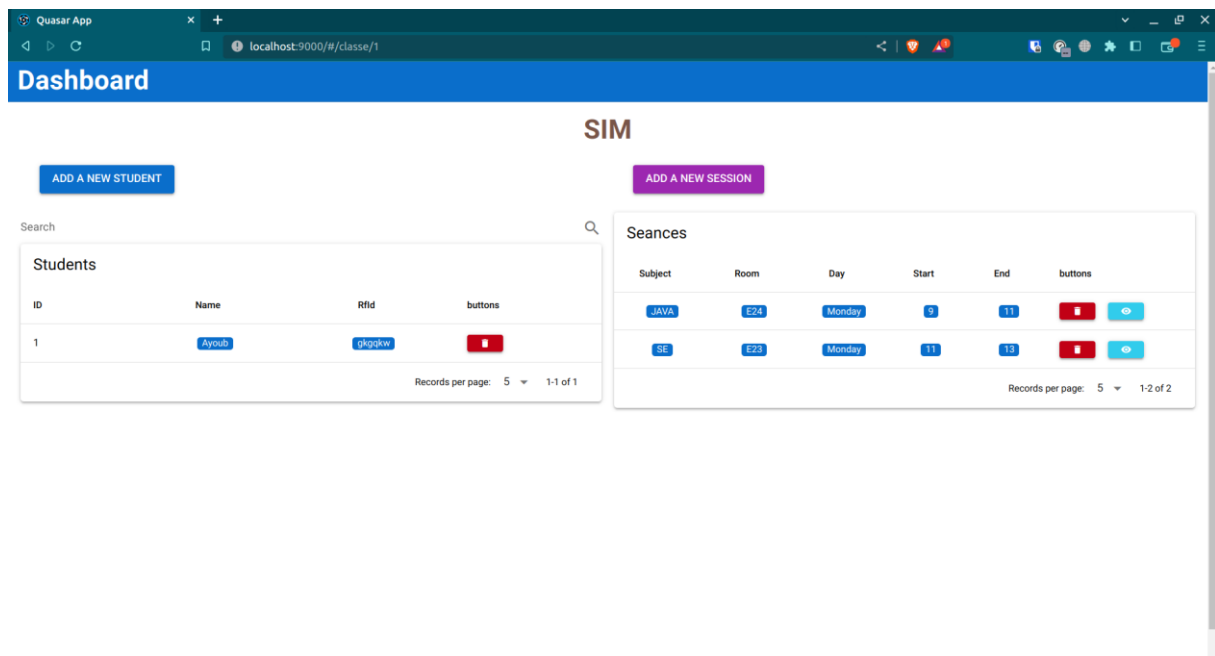 Quasar App
localhost:9000/#/classe/1
Dashboard
SIM
ADD A NEW STUDENT
ADD A NEW SESSION
Search
Students
ID Name RfId buttons
1 Ayoub gkgqkw
Records per page: 5 1-1 of 1
Seances
Subject Room Day Start End buttons
JAVA E24 Monday 9 11
SE E23 Monday 11 13
Records per page: 5 1-2 of 2